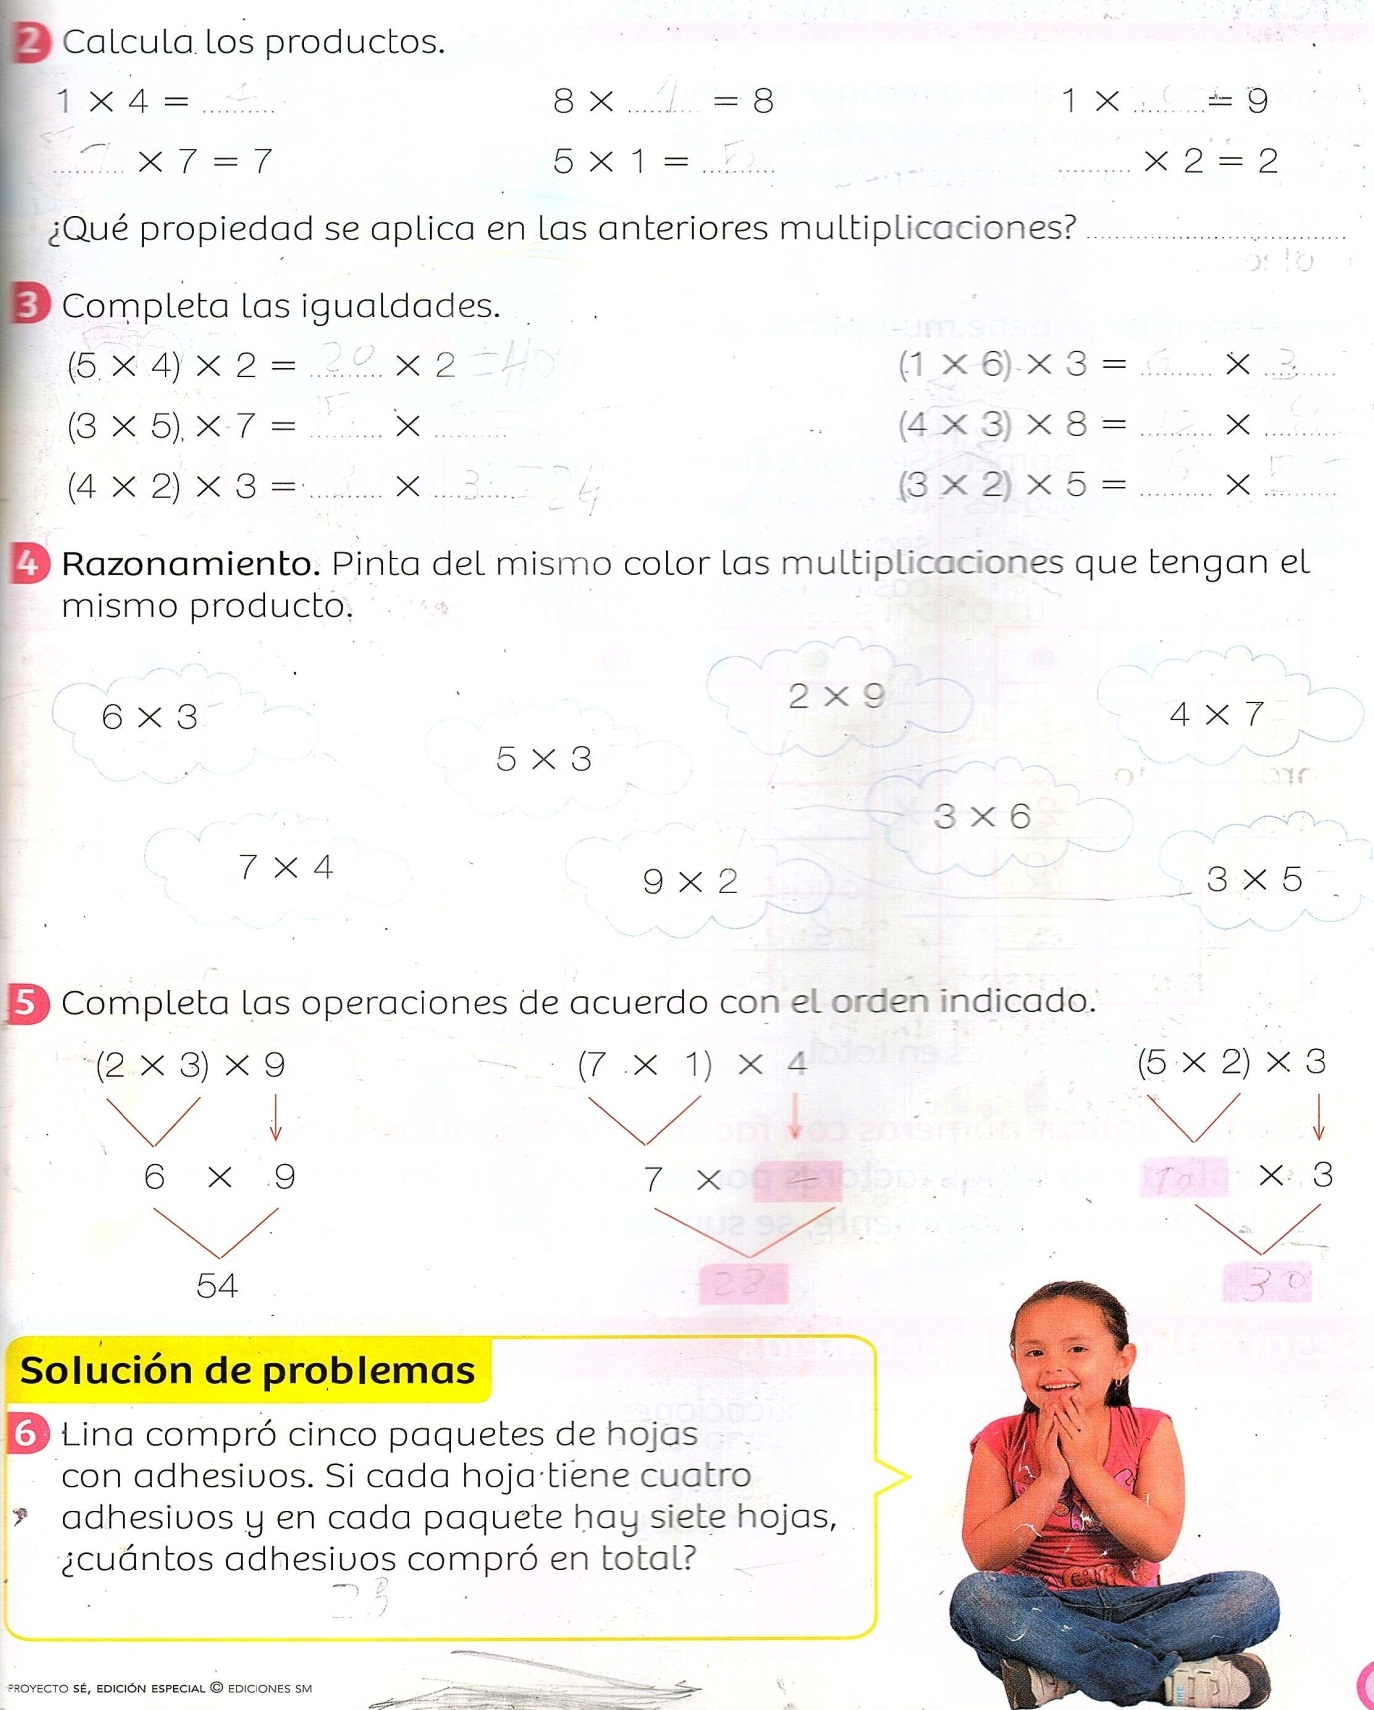 2 Calcula los productos.
1 × 4 = 4 8 × 1 = 8 1 × = 9
1 × 7 = 7 5 × 1 = 5 × 2 = 2
¿Qué propiedad se aplica en las anteriores multiplicaciones?
3 Completa las igualdades.
(5 × 4) × 2 = 20 × 2 = 40 (1 × 6) × 3 = 6 × 3
(3 × 5) × 7 = × (4 × 3) × 8 = ×
(4 × 2) × 3 = × 3 = 24 (3 × 2) × 5 = ×
4 Razonamiento. Pinta del mismo color las multiplicaciones que tengan el
mismo producto.
6 × 3
5 × 3
2 × 9
4 × 7
7 × 4
9 × 2
3 × 6
3 × 5
5 Completa las operaciones de acuerdo con el orden indicado.
(2 × 3) × 9 (7 × 1) × 4 (5 × 2) × 3
6 × 9 7 × 4 10 × 3
54 28 30
Solución de problemas
6 Lina compró cinco paquetes de hojas
con adhesivos. Si cada hoja tiene cuatro
adhesivos y en cada paquete hay siete hojas,
¿cuántos adhesivos compró en total?
PROYECTO SÉ, EDICIÓN ESPECIAL © EDICIONES SM